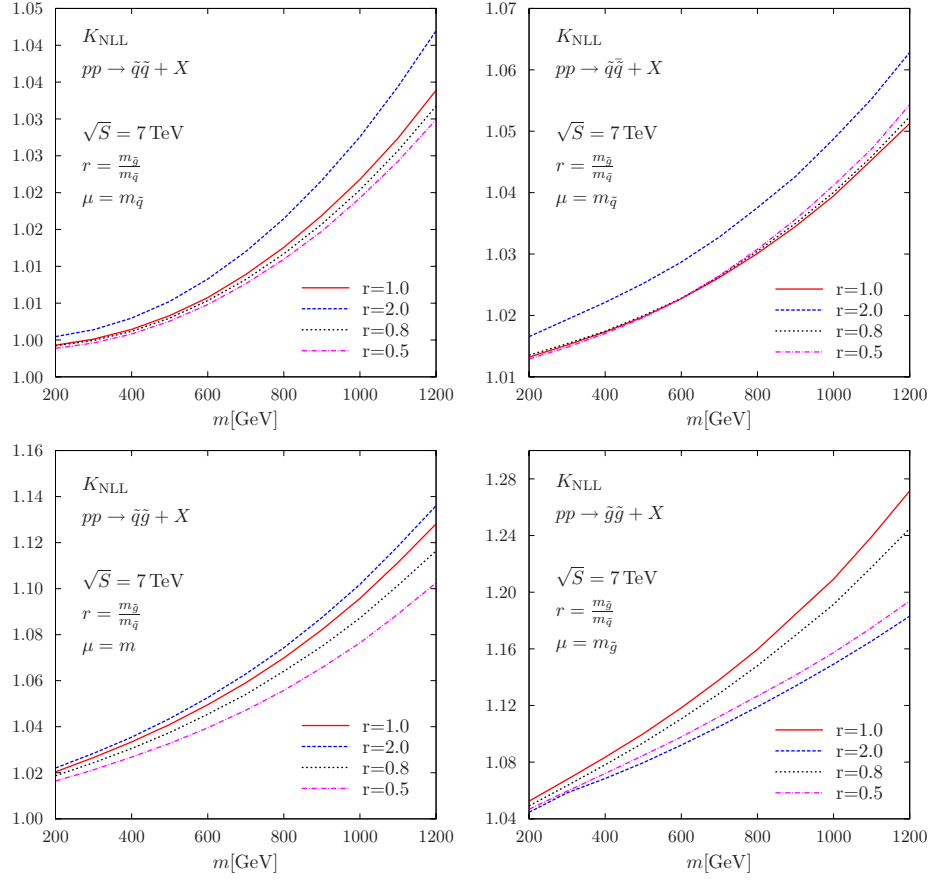 1.05
1.04
1.04
1.03
1.03
1.02
1.02
1.01
1.01
1.00
1.00
K_NLL
pp → q̃q̃ + X
√S = 7 TeV
r = m_g̃/m_q̃
μ = m_q̃
r=1.0
r=2.0
r=0.8
r=0.5
200 400 600 800 1000 1200
m[GeV]
1.07
1.06
1.05
1.04
1.03
1.02
1.01
K_NLL
pp → q̃q̃̄ + X
√S = 7 TeV
r = m_g̃/m_q̃
μ = m_q̃
r=1.0
r=2.0
r=0.8
r=0.5
200 400 600 800 1000 1200
m[GeV]
1.16
1.14
1.12
1.10
1.08
1.06
1.04
1.02
1.00
K_NLL
pp → q̃g̃ + X
√S = 7 TeV
r = m_g̃/m_q̃
μ = m
r=1.0
r=2.0
r=0.8
r=0.5
200 400 600 800 1000 1200
m[GeV]
1.28
1.24
1.20
1.16
1.12
1.08
1.04
K_NLL
pp → g̃g̃ + X
√S = 7 TeV
r = m_g̃/m_q̃
μ = m_g̃
r=1.0
r=2.0
r=0.8
r=0.5
200 400 600 800 1000 1200
m[GeV]